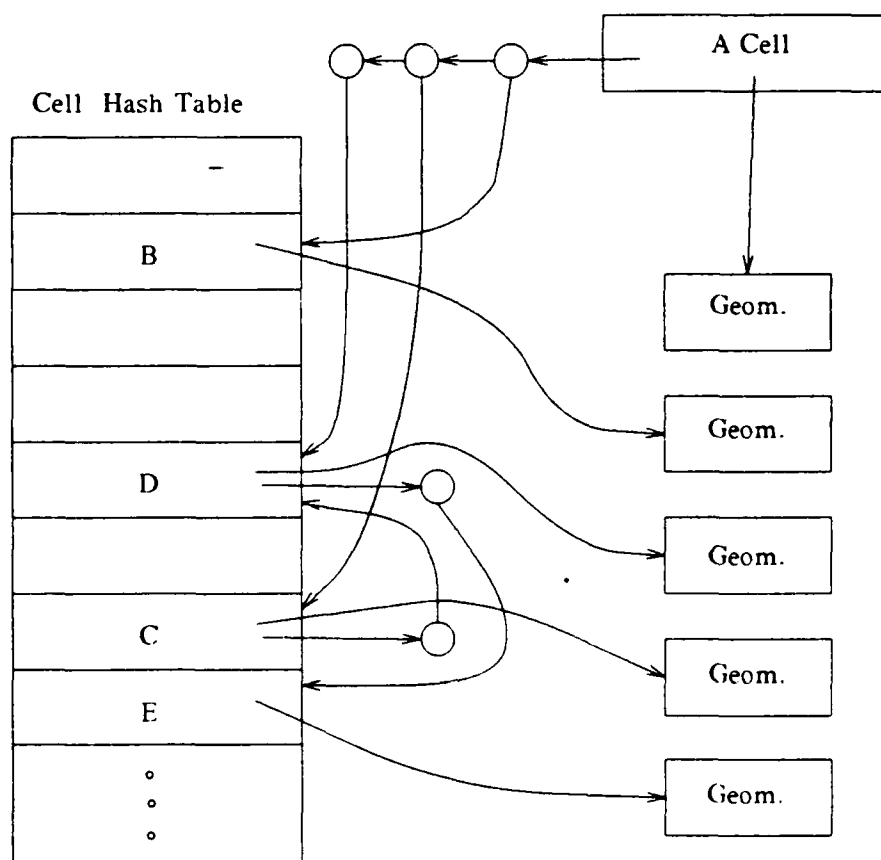 A Cell
Cell Hash Table
B
Geom.
Geom.
D
Geom.
C
Geom.
E
Geom.